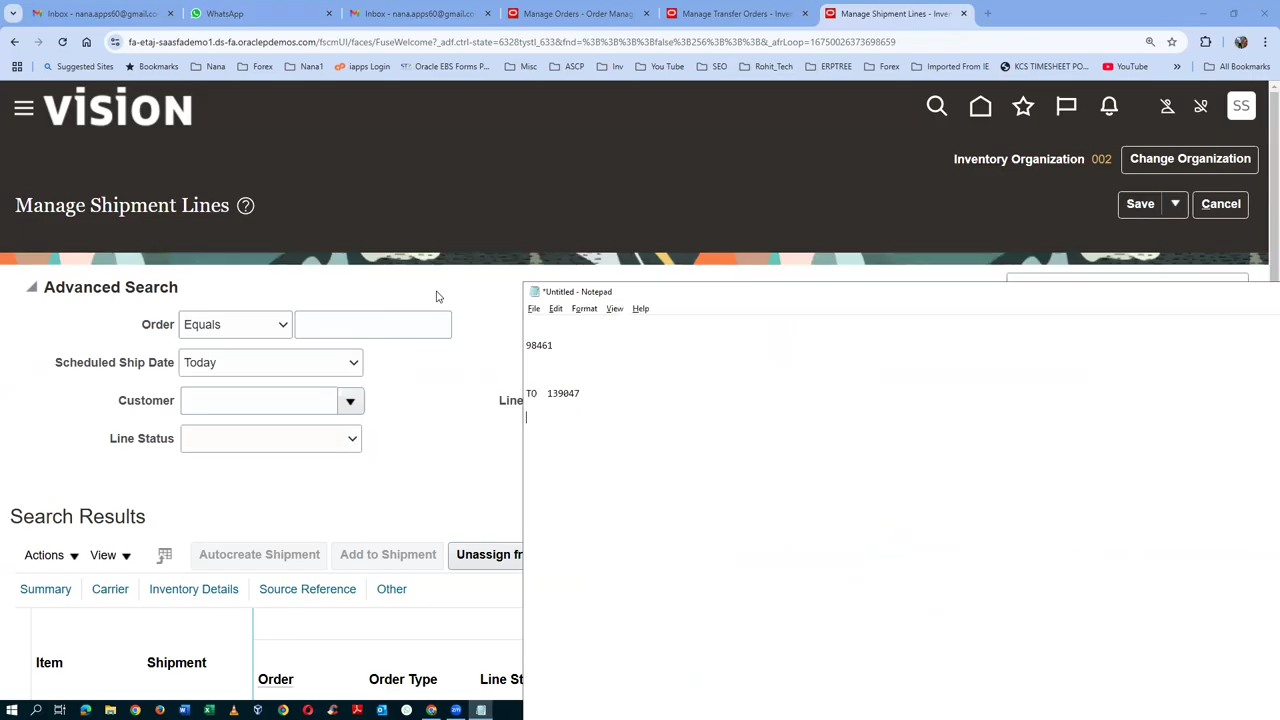 Inbox - nana.apps60@gmail.co
WhatsApp
Inbox - nana.apps60@gmail.co
Manage Orders - Order Manag
Manage Transfer Orders - Inven
Manage Shipment Lines - Inve
fa-etaj-saasfademo1.ds-fa.oraclepdemos.com/fscmUI/faces/FuseWelcome?_adf.ctrl-state=6328tystl_633&fnd=%3B%3B%3B%3Bfalse%3B256%3B%3B%3B&_afrLoop=16750026373698659
Suggested Sites
Bookmarks
Nana
Forex
Nana1
iapps Login
Oracle EBS Forms P...
Misc
ASCP
Inv
You Tube
SEO
Rohit_Tech
ERPTREE
Forex
Imported From IE
KCS TIMESHEET PO...
YouTube
»
All Bookmarks
vision
SS
Inventory Organization 002
Change Organization
Manage Shipment Lines
Save
Cancel
Advanced Search
Order
Equals
Scheduled Ship Date
Today
Customer
Line
Line Status
Search Results
Actions
View
Autocreate Shipment
Add to Shipment
Unassign fr
Summary
Carrier
Inventory Details
Source Reference
Other
Item
Shipment
Order
Order Type
Line St
*Untitled - Notepad
File Edit Format View Help
98461
TO 139047